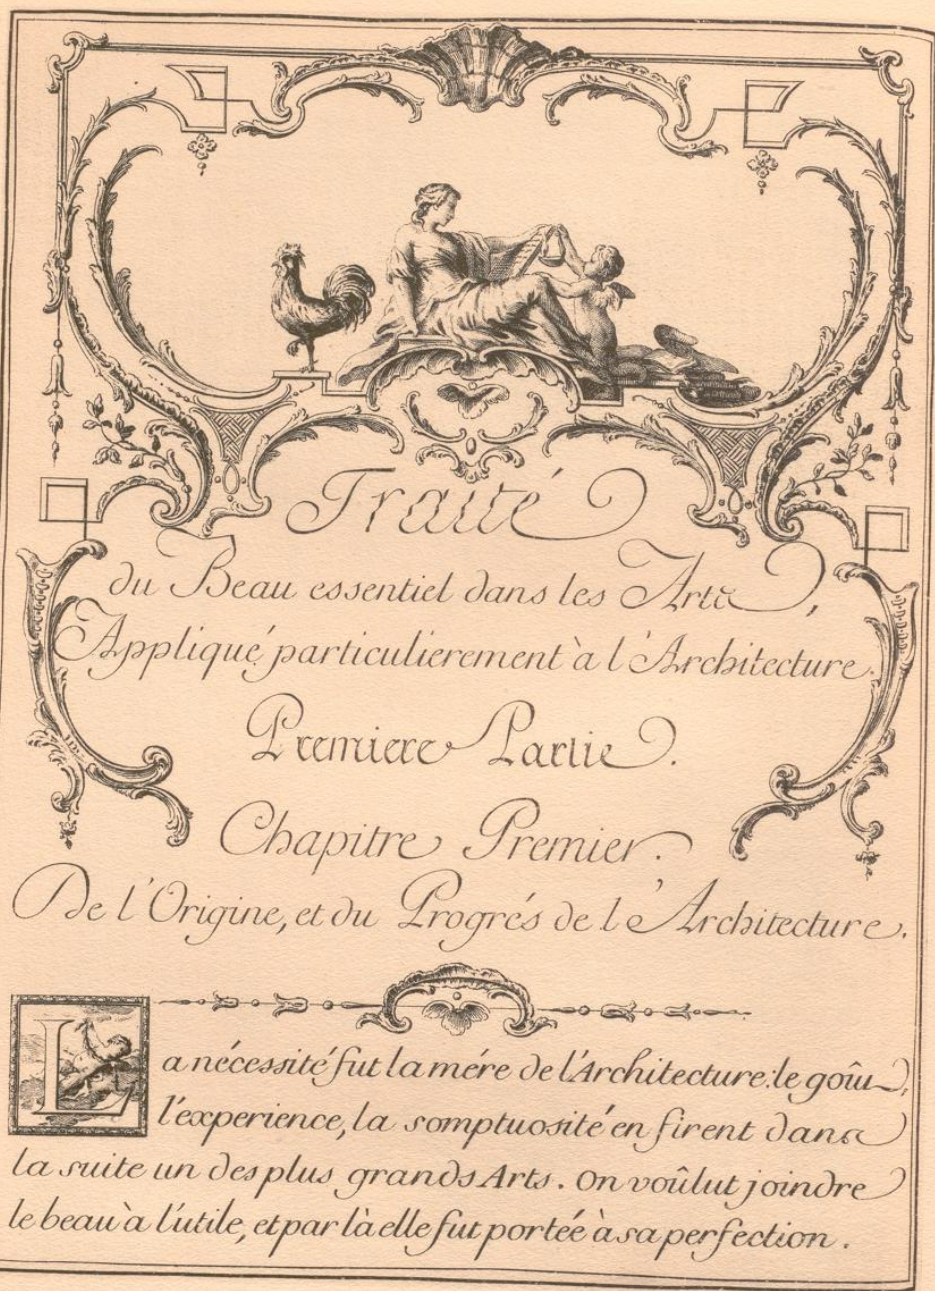 Traité
du Beau essentiel dans les Arts,
Appliqué particulierement à l'Architecture.
Premiere Partie.
Chapitre Premier.
De l'Origine, et du Progrés de l'Architecture.
La nécessité fut la mére de l'Architecture: le goût,
l'experience, la somptuosité en firent dans
la suite un des plus grands Arts. On voûlut joindre
le beau à l'utile, et par là elle fut portée à sa perfection.